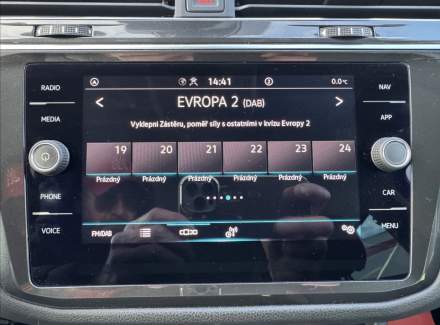 RADIO
MEDIA
PHONE
VOICE
14:41
0.0°C
< EVROPA 2 (DAB) >
Vyklepni Zástěru, poměř síly s ostatními v kvízu Evropy 2
19 20 21 22 23 24
Prázdný Prázdný Prázdný Prázdný Prázdný Prázdný
FM/DAB
NAV
APP
CAR
MENU